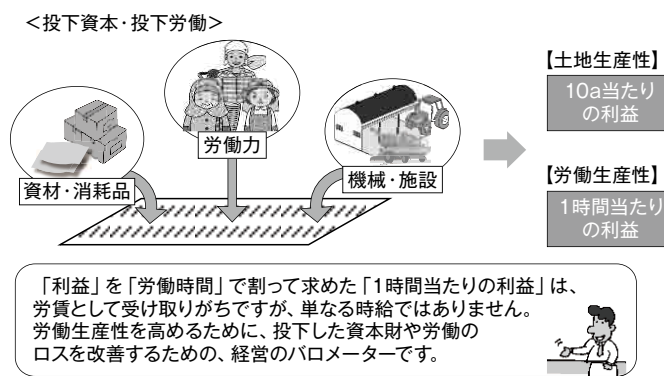 <投下資本・投下労働>
資材・消耗品
労働力
機械・施設
【土地生産性】
10a当たり
の利益
【労働生産性】
1時間当たり
の利益
「利益」を「労働時間」で割って求めた「1時間当たりの利益」は、
労賃として受け取りがちですが、単なる時給ではありません。
労働生産性を高めるために、投下した資本財や労働の
ロスを改善するための、経営のバロメーターです。